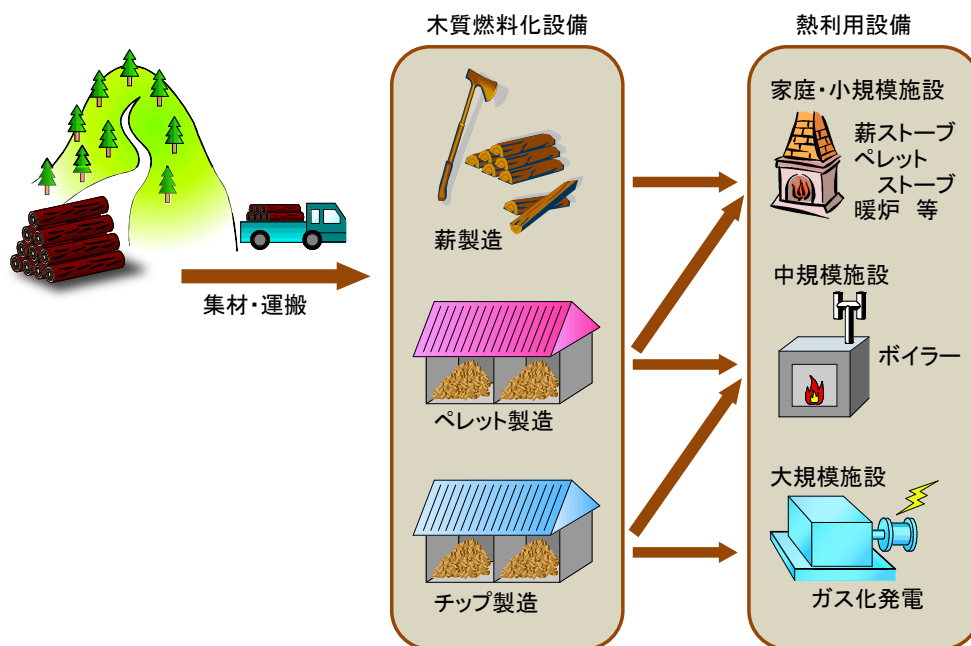 木質燃料化設備
熱利用設備
集材・運搬
薪製造
ペレット製造
チップ製造
家庭・小規模施設
薪ストーブ
ペレット
ストーブ
暖炉 等
中規模施設
ボイラー
大規模施設
ガス化発電